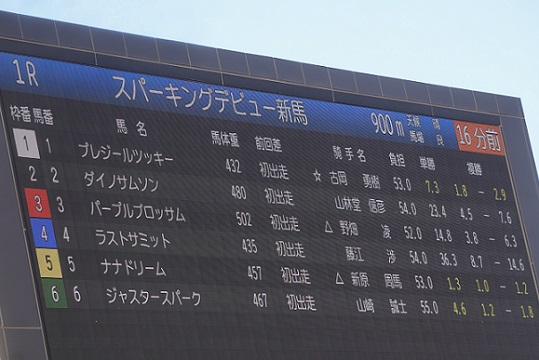 1R スパーキングデビュー新馬 900m 天候 晴 馬場 良 16分前
枠番 馬番 馬名 馬体重 前回差 騎手名 負担 単勝 複勝
1 1 プレジールツッキー 432 初出走 ☆ 古岡 勇樹 53.0 7.3 1.8 - 2.9
2 2 ダイノサムソン 480 初出走 山林堂 信彦 54.0 23.4 4.5 - 7.6
3 3 パープルブロッサム 502 初出走 △ 野畑 凌 52.0 14.8 3.8 - 6.3
4 4 ラストサミット 435 初出走 藤江 渉 54.0 36.3 8.7 - 14.6
5 5 ナナドリーム 457 初出走 △ 新原 周馬 53.0 1.3 1.0 - 1.2
6 6 ジャスタースパーク 467 初出走 山崎 誠士 55.0 4.6 1.2 - 1.8